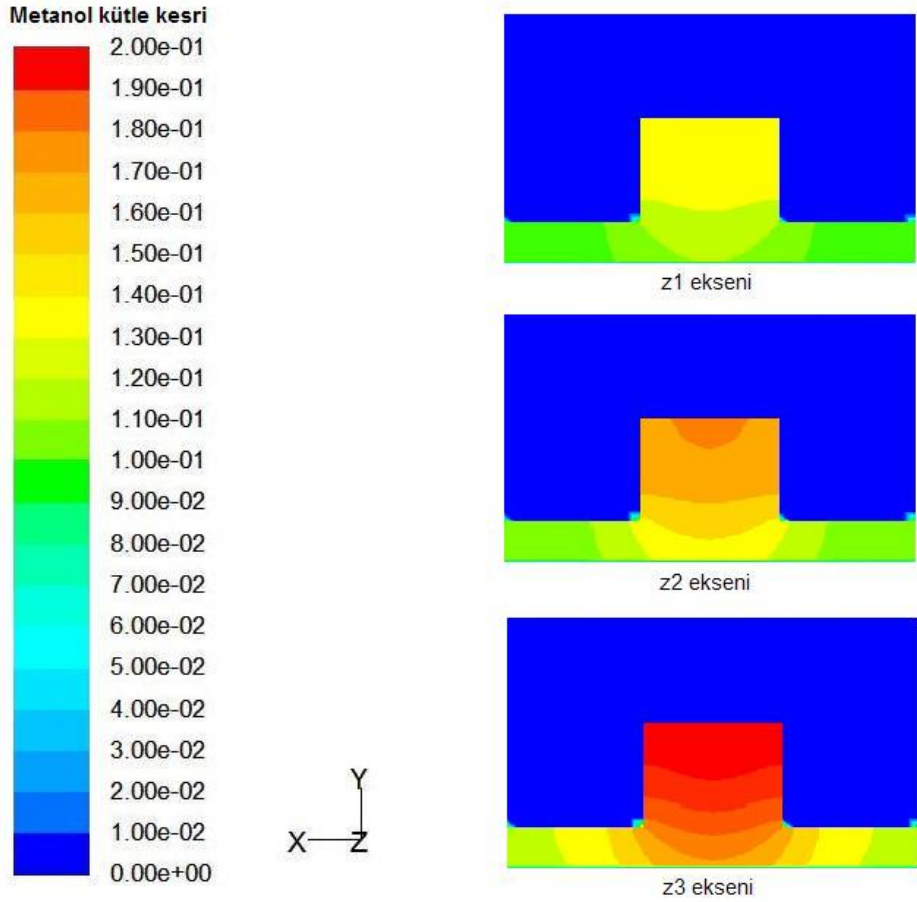 Metanol kütle kesri
2.00e-01
1.90e-01
1.80e-01
1.70e-01
1.60e-01
1.50e-01
1.40e-01
1.30e-01
1.20e-01
1.10e-01
1.00e-01
9.00e-02
8.00e-02
7.00e-02
6.00e-02
5.00e-02
4.00e-02
3.00e-02
2.00e-02
1.00e-02
0.00e+00
Y
X
Z
z1 ekseni
z2 ekseni
z3 ekseni